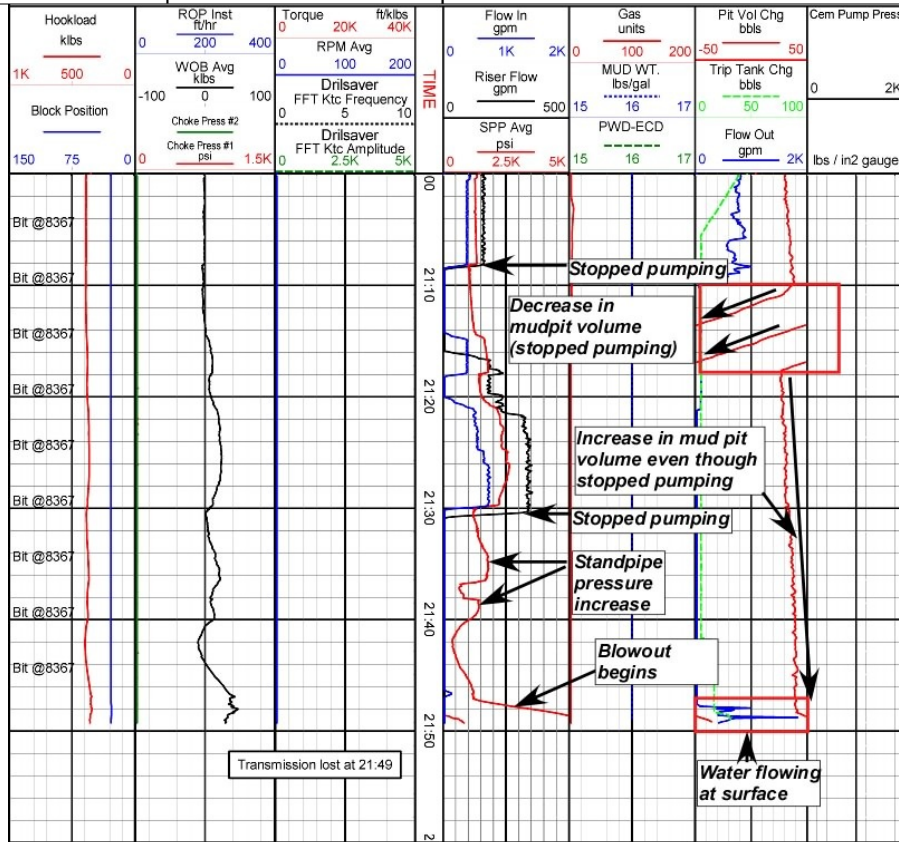 Hookload
klbs
1K 500 0
Block Position
150 75 0
ROP Inst
ft/hr
0 200 400
WOB Avg
klbs
-100 0 100
Choke Press #2
Choke Press #1
0 psi 1.5K
Torque ft/klbs
0 20K 40K
RPM Avg
0 100 200
Drilsaver
FFT Ktc Frequency
0 5 10
Drilsaver
FFT Ktc Amplitude
0 2.5K 5K
TIME
Flow In
gpm
0 1K 2K
Riser Flow
0 500
SPP Avg
psi
0 2.5K 5K
Gas
units
0 100 200
MUD WT.
lbs/gal
15 16 17
PWD-ECD
15 16 17
Pit Vol Chg
bbls
-50 50
Trip Tank Chg
bbls
0 50 100
Flow Out
gpm
0 2K
Cem Pump Press
0 2K
lbs / in2 gauge
00
Bit @8367
Stopped pumping
Bit @8367
21:10
Decrease in
mudpit volume
(stopped pumping)
Bit @8367
Bit @8367
21:20
Bit @8367
Increase in mud pit
volume even though
stopped pumping
Bit @8367
21:30
Stopped pumping
Bit @8367
Standpipe
pressure
increase
Bit @8367
21:40
Bit @8367
Blowout
begins
21:50
Transmission lost at 21:49
Water flowing
at surface
2